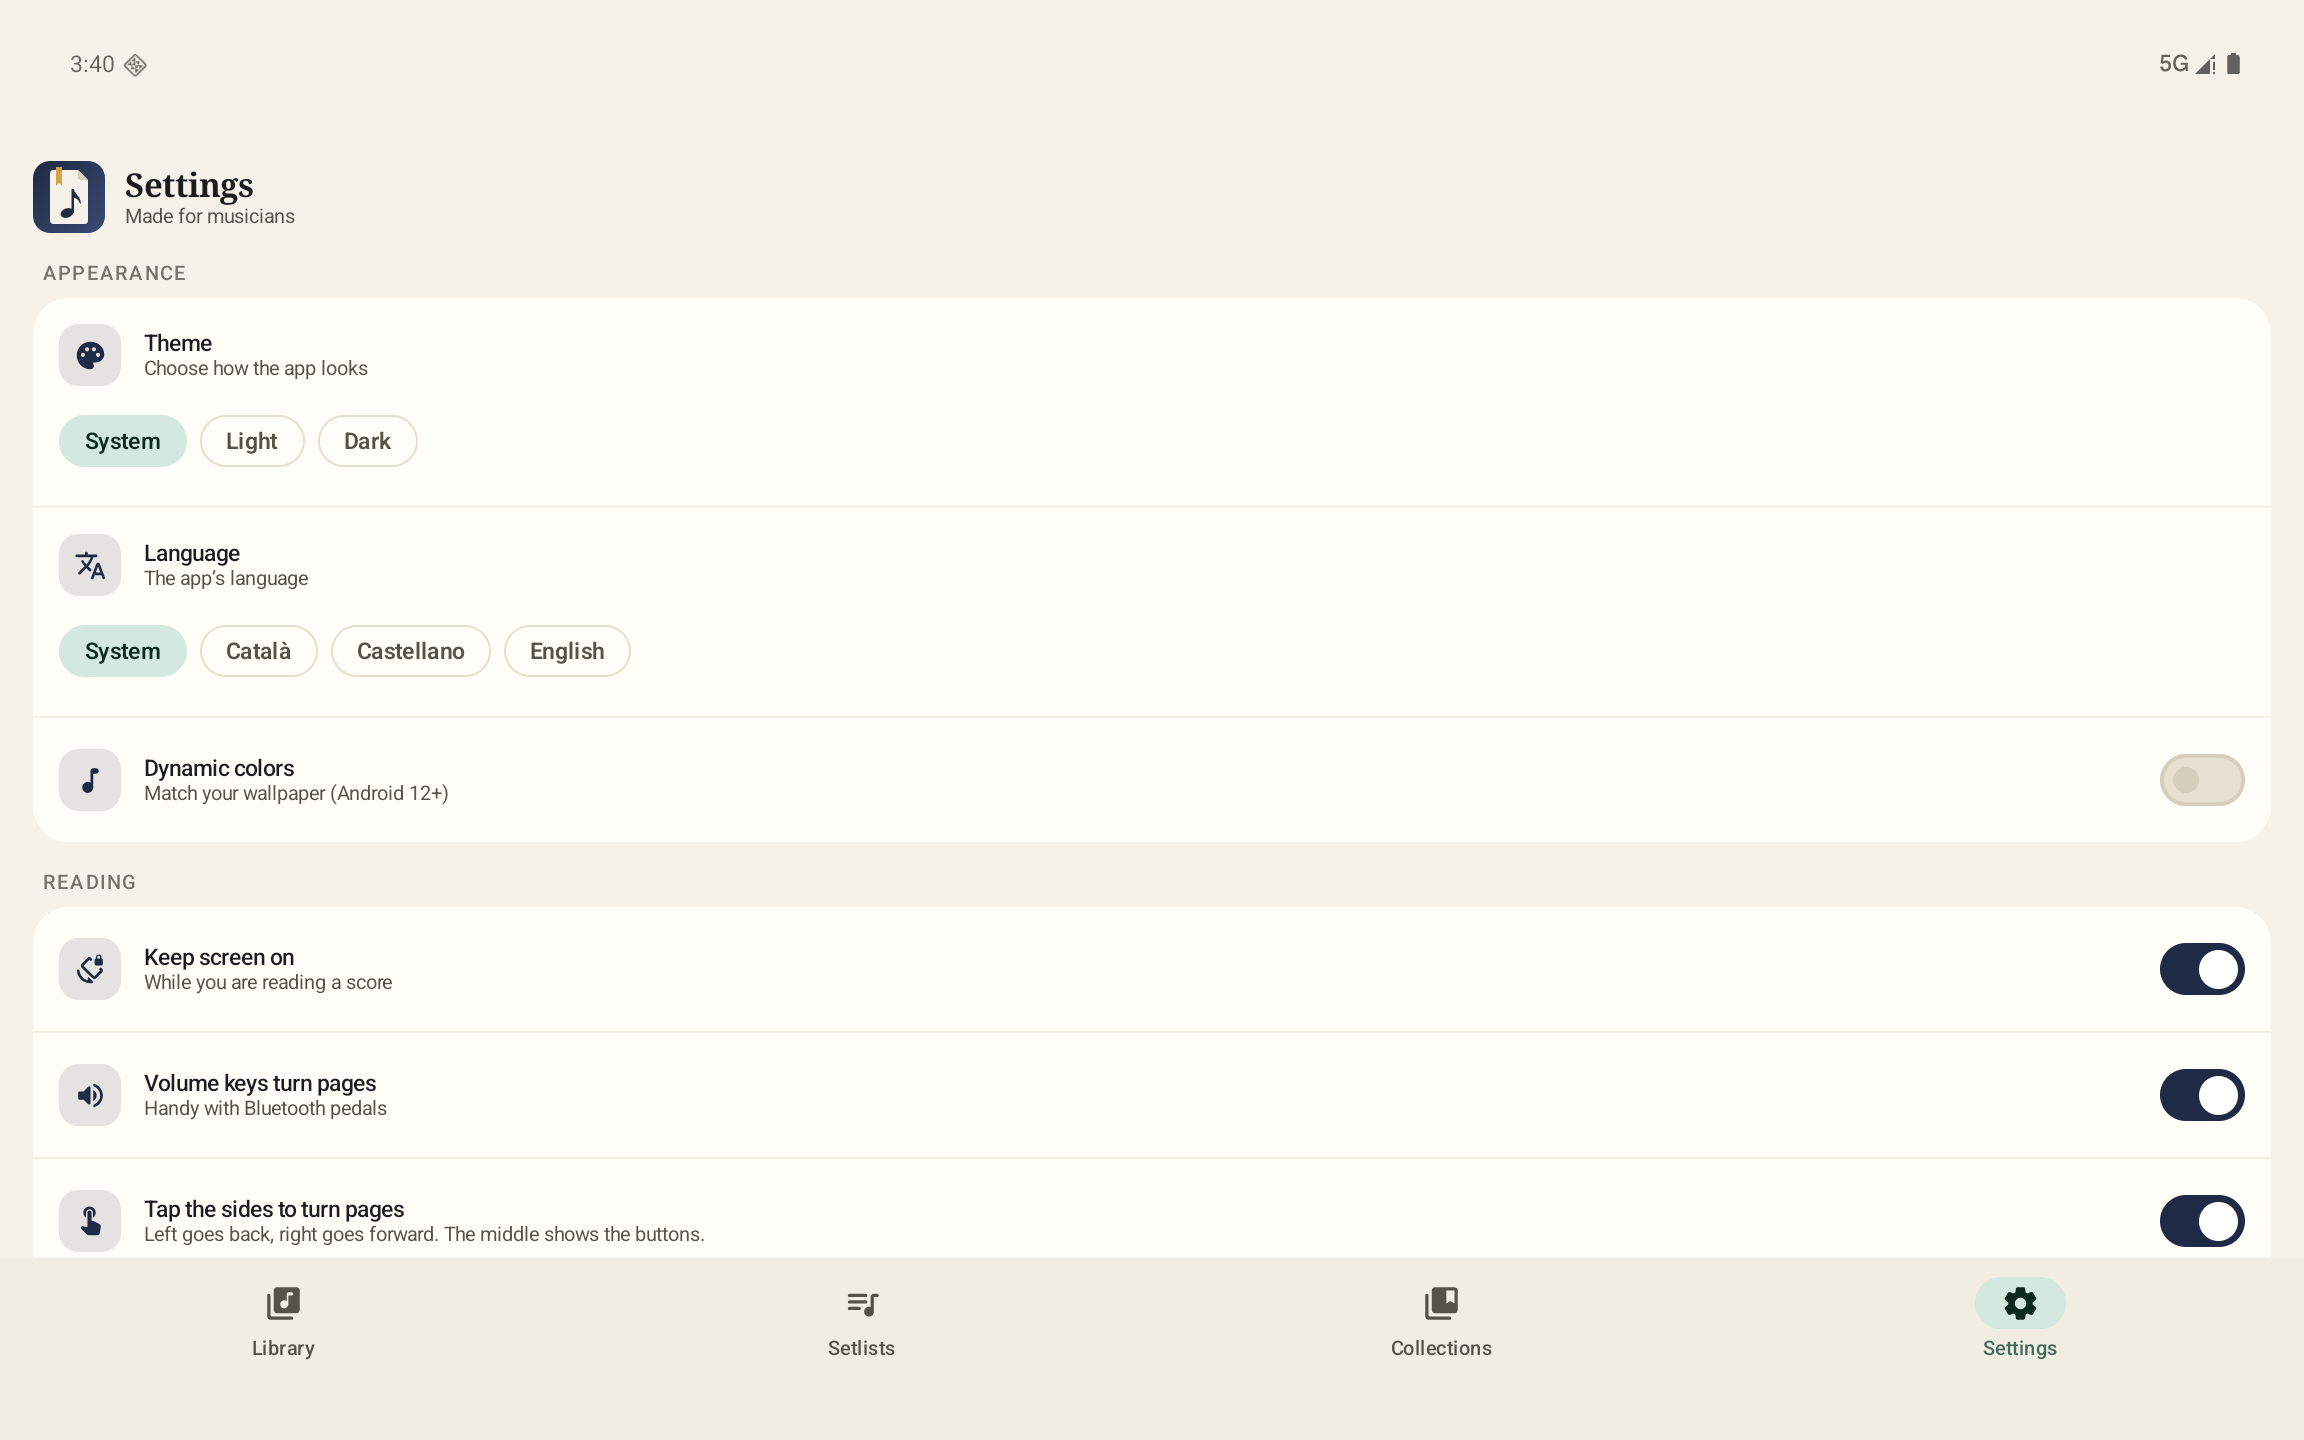 3:40
5G
Settings
Made for musicians
APPEARANCE
Theme
Choose how the app looks
System
Light
Dark
Language
The app’s language
System
Català
Castellano
English
Dynamic colors
Match your wallpaper (Android 12+)
READING
Keep screen on
While you are reading a score
Volume keys turn pages
Handy with Bluetooth pedals
Tap the sides to turn pages
Left goes back, right goes forward. The middle shows the buttons.
Library
Setlists
Collections
Settings